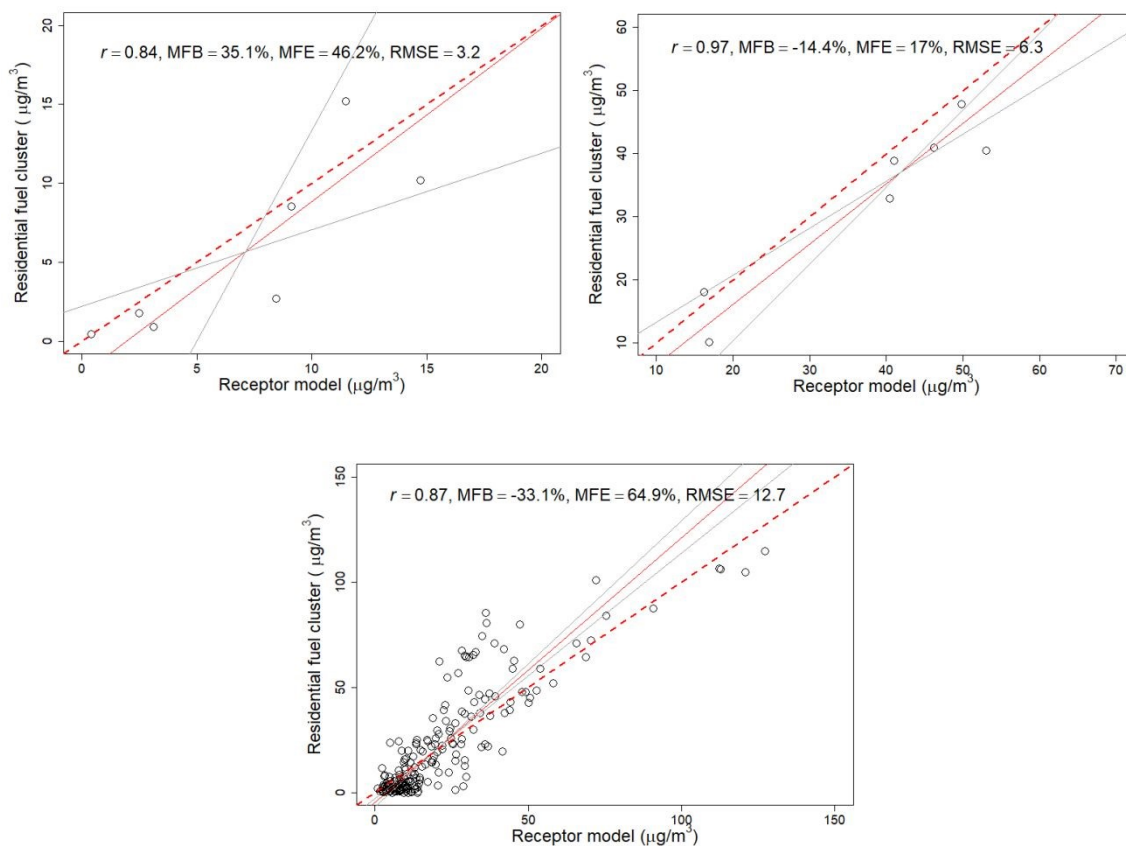 r = 0.84, MFB = 35.1%, MFE = 46.2%, RMSE = 3.2
Residential fuel cluster ( μg/m³)
0 5 10 15 20
0 5 10 15 20
Receptor model (μg/m³)
r = 0.97, MFB = -14.4%, MFE = 17%, RMSE = 6.3
Residential fuel cluster ( μg/m³)
10 20 30 40 50 60
10 20 30 40 50 60 70
Receptor model (μg/m³)
r = 0.87, MFB = -33.1%, MFE = 64.9%, RMSE = 12.7
Residential fuel cluster ( μg/m³)
0 50 100 150
0 50 100 150
Receptor model (μg/m³)